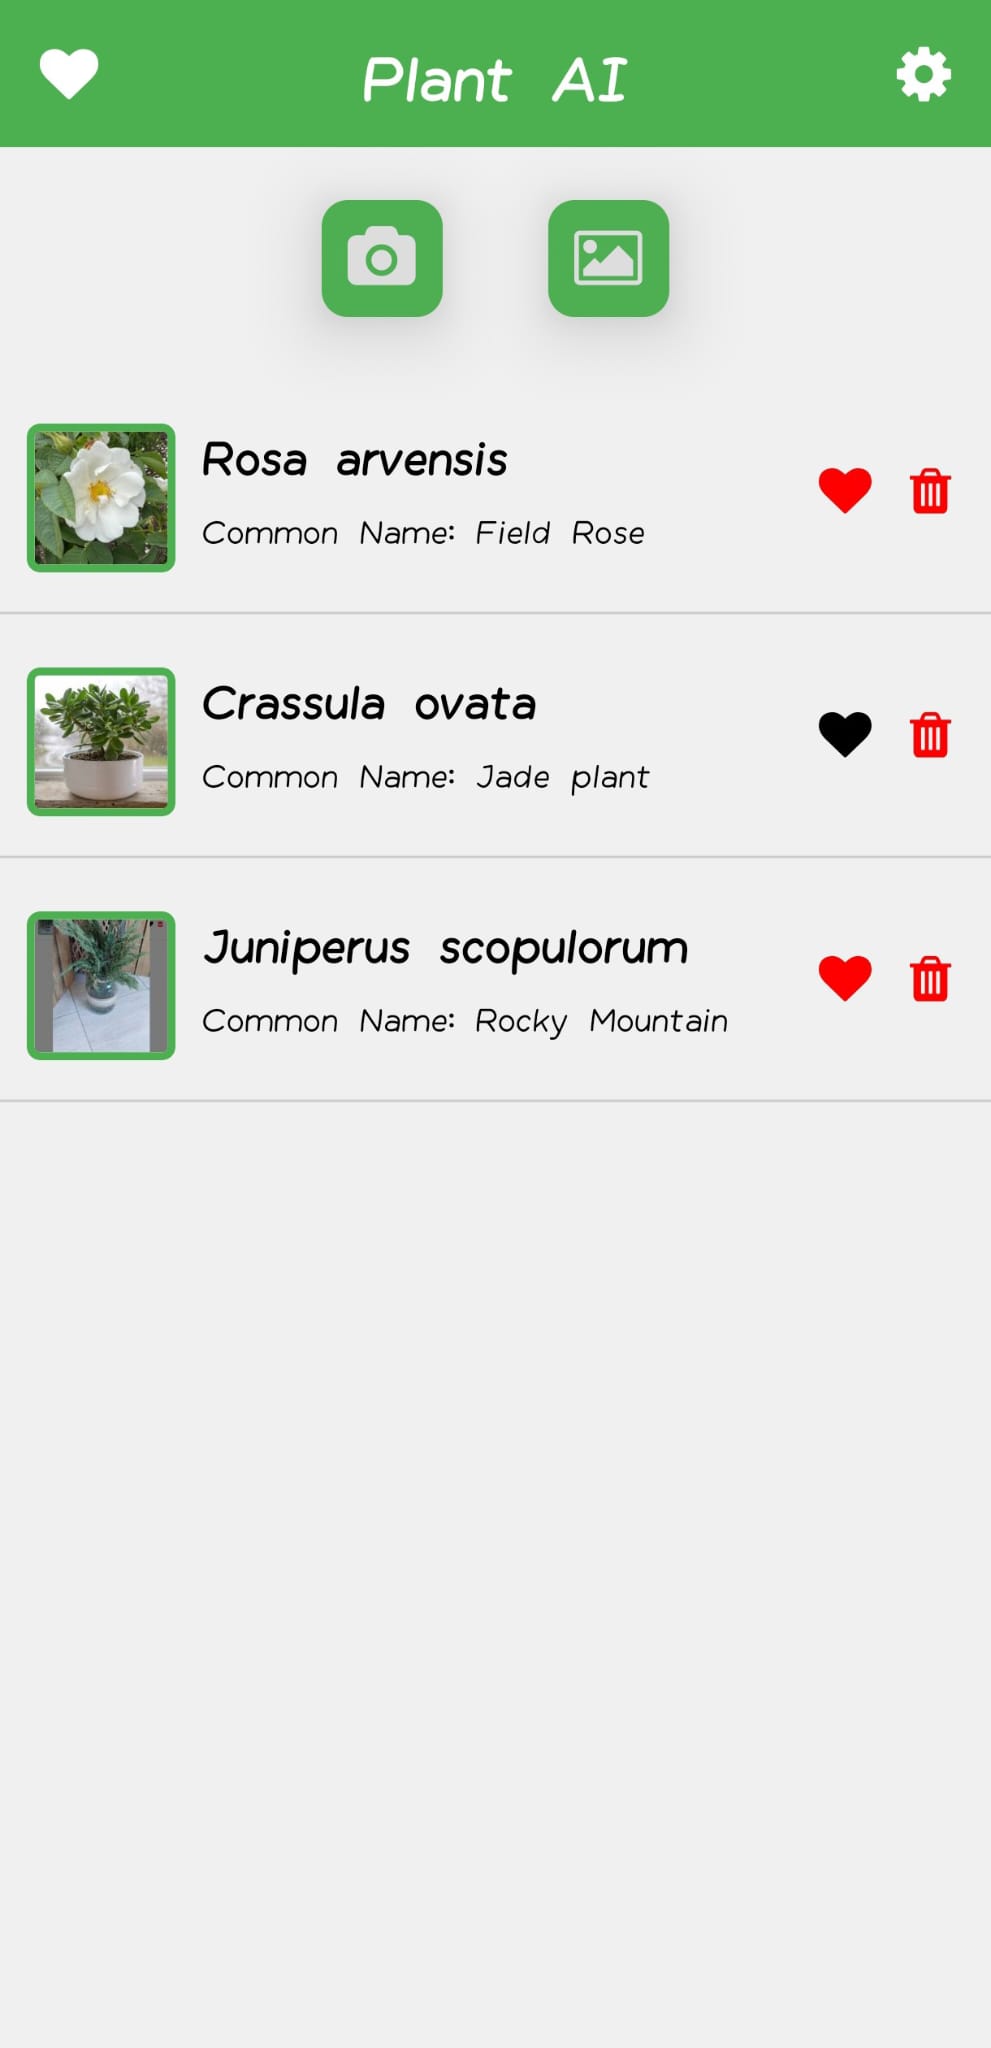 Plant AI
Rosa arvensis
Common Name: Field Rose
Crassula ovata
Common Name: Jade plant
Juniperus scopulorum
Common Name: Rocky Mountain